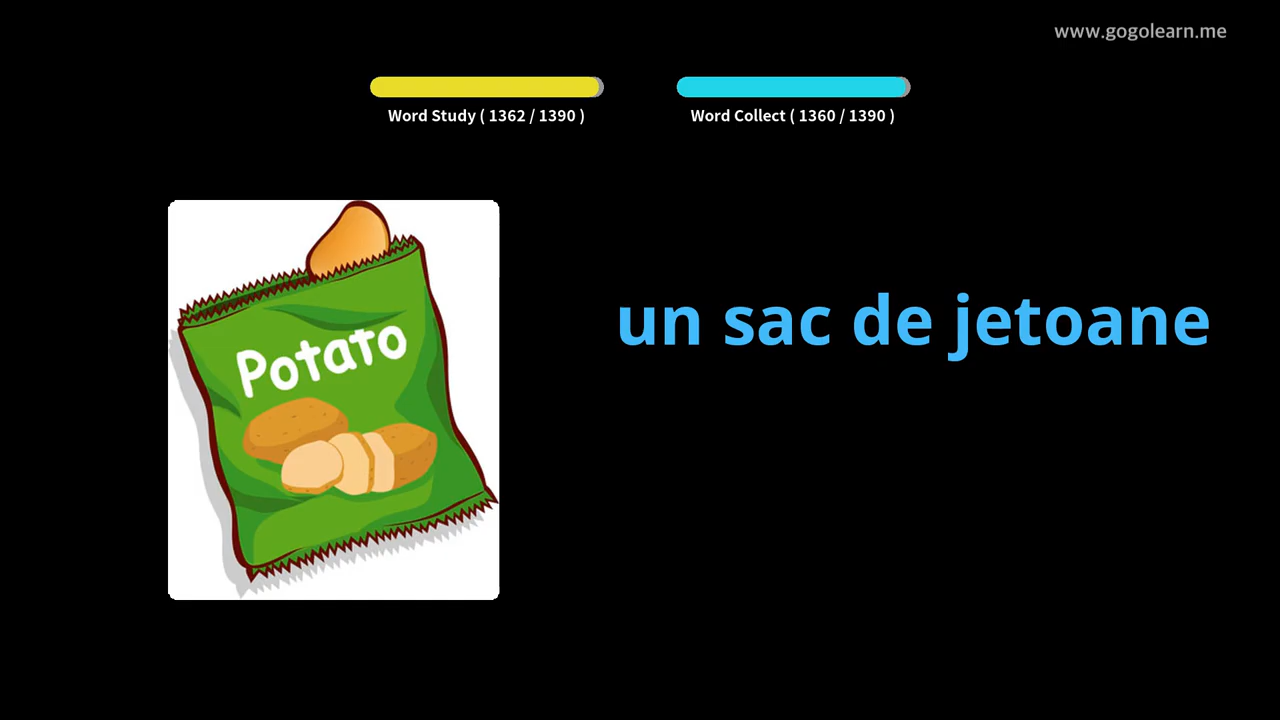 www.gogolearn.me
Word Study ( 1362 / 1390 )
Word Collect ( 1360 / 1390 )
Potato
un sac de jetoane